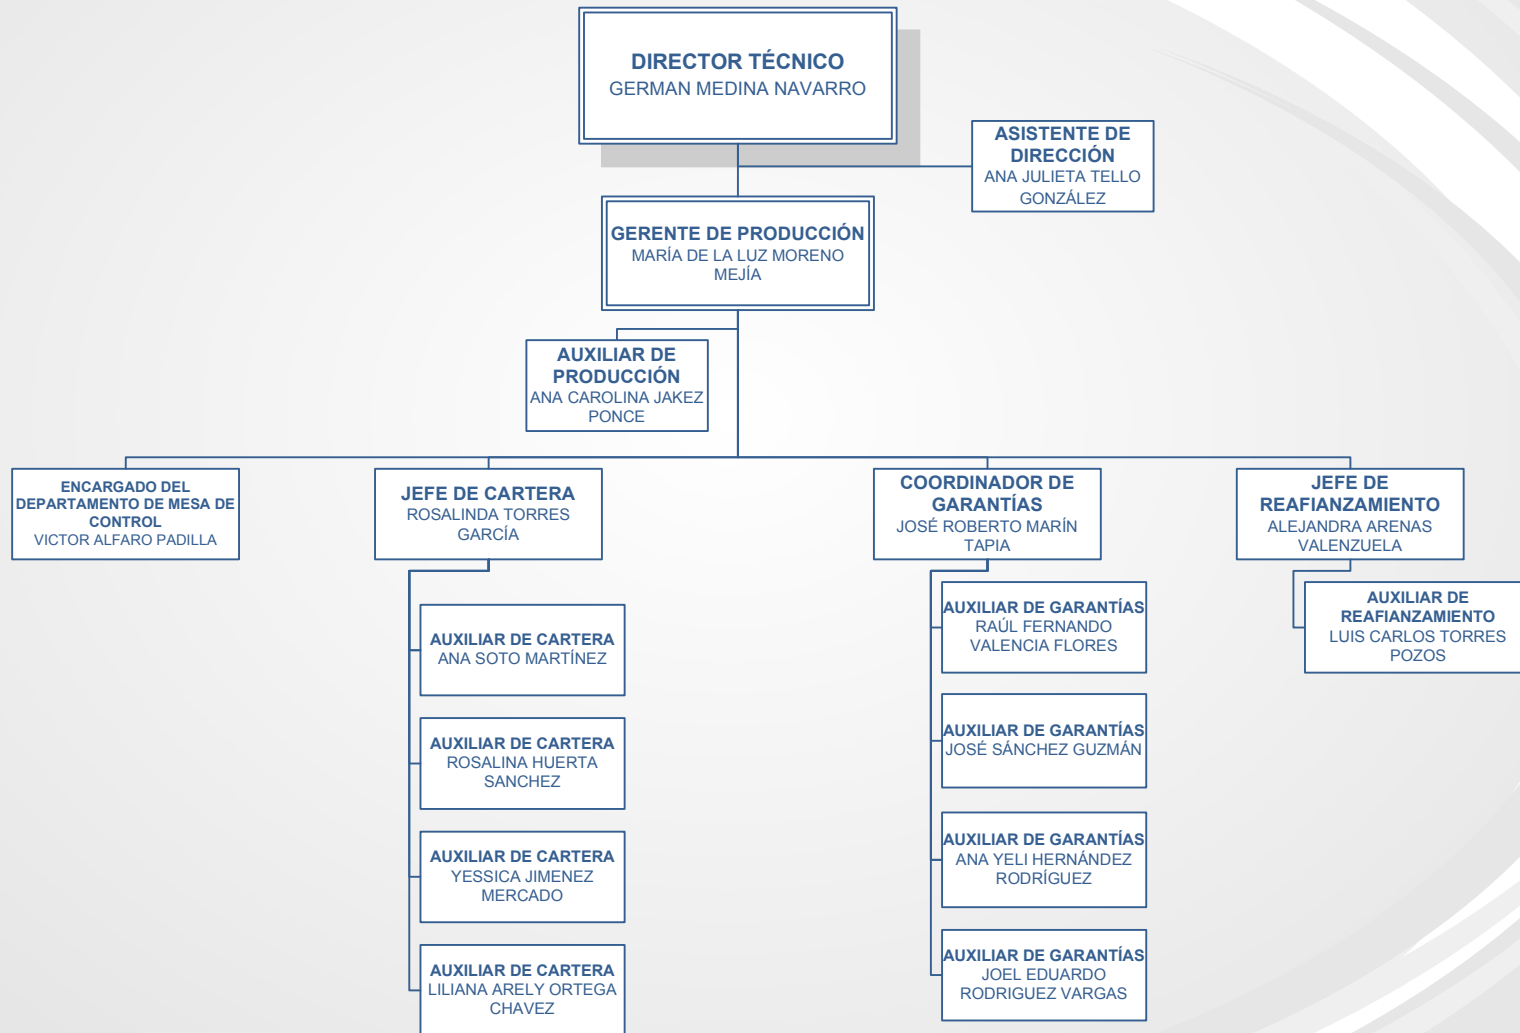 DIRECTOR TÉCNICO
GERMAN MEDINA NAVARRO
ASISTENTE DE
DIRECCIÓN
ANA JULIETA TELLO
GONZÁLEZ
GERENTE DE PRODUCCIÓN
MARÍA DE LA LUZ MORENO
MEJÍA
AUXILIAR DE
PRODUCCIÓN
ANA CAROLINA JAKEZ
PONCE
ENCARGADO DEL
DEPARTAMENTO DE MESA DE
CONTROL
VICTOR ALFARO PADILLA
JEFE DE CARTERA
ROSALINDA TORRES
GARCÍA
COORDINADOR DE
GARANTÍAS
JOSÉ ROBERTO MARÍN
TAPIA
JEFE DE
REAFIANZAMIENTO
ALEJANDRA ARENAS
VALENZUELA
AUXILIAR DE CARTERA
ANA SOTO MARTÍNEZ
AUXILIAR DE CARTERA
ROSALINA HUERTA
SANCHEZ
AUXILIAR DE CARTERA
YESSICA JIMENEZ
MERCADO
AUXILIAR DE CARTERA
LILIANA ARELY ORTEGA
CHAVEZ
AUXILIAR DE GARANTÍAS
RAÚL FERNANDO
VALENCIA FLORES
AUXILIAR DE GARANTÍAS
JOSÉ SÁNCHEZ GUZMÁN
AUXILIAR DE GARANTÍAS
ANA YELI HERNÁNDEZ
RODRÍGUEZ
AUXILIAR DE GARANTÍAS
JOEL EDUARDO
RODRIGUEZ VARGAS
AUXILIAR DE
REAFIANZAMIENTO
LUIS CARLOS TORRES
POZOS